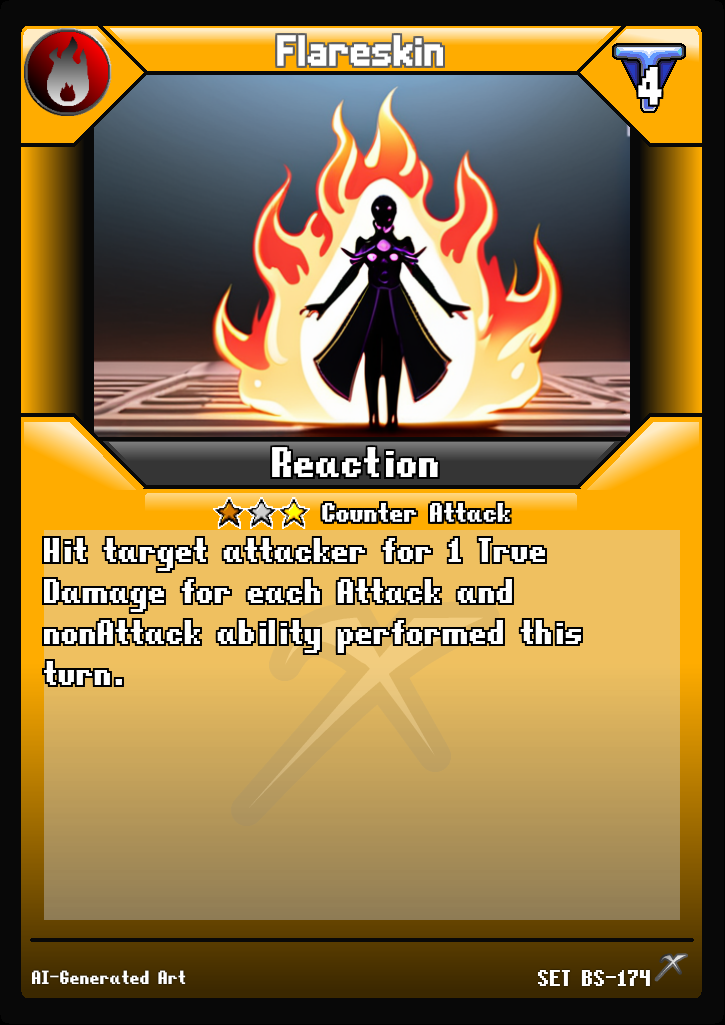 Flareskin
4
Reaction
Counter Attack
Hit target attacker for 1 True
Damage for each Attack and
nonAttack ability performed this
turn.
AI-Generated Art
SET BS-174